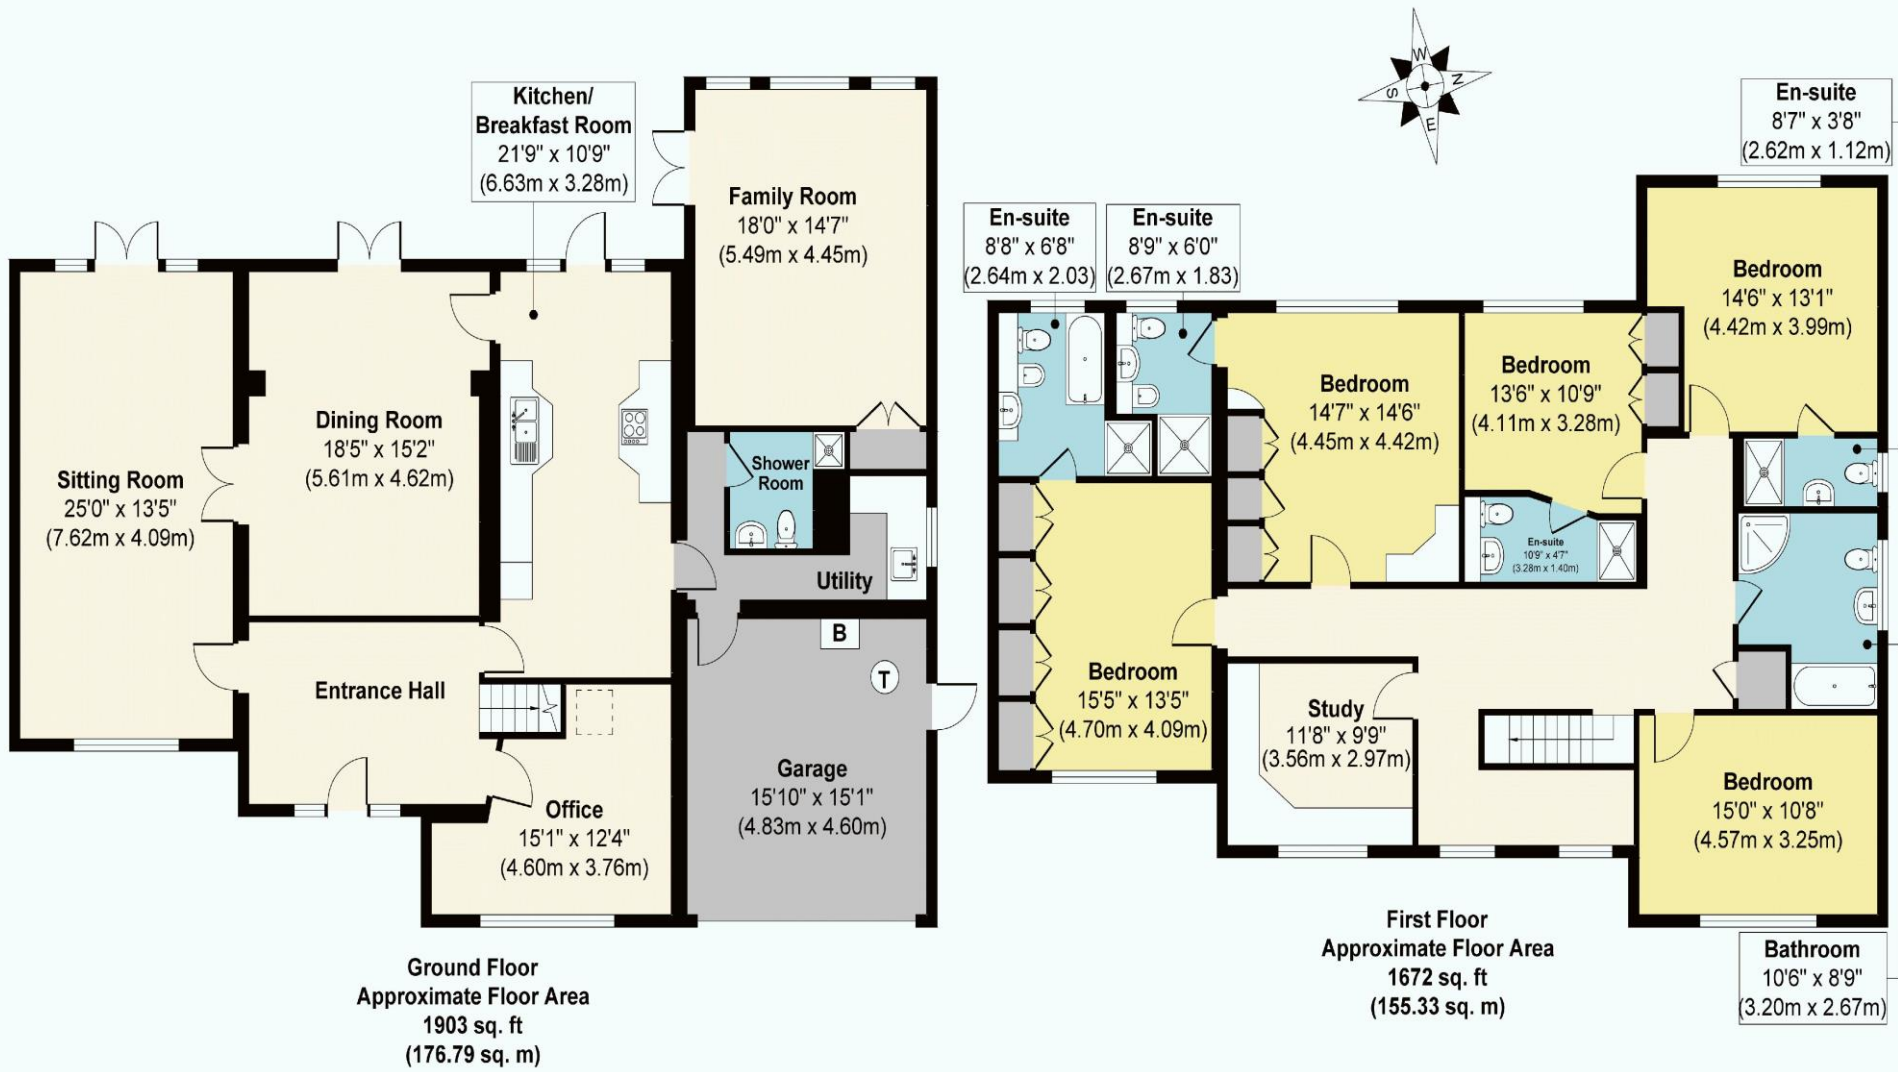 Kitchen/
Breakfast Room
21'9" x 10'9"
(6.63m x 3.28m)
Family Room
18'0" x 14'7"
(5.49m x 4.45m)
Sitting Room
25'0" x 13'5"
(7.62m x 4.09m)
Dining Room
18'5" x 15'2"
(5.61m x 4.62m)
Shower
Room
Utility
Entrance Hall
B
T
Garage
15'10" x 15'1"
(4.83m x 4.60m)
Office
15'1" x 12'4"
(4.60m x 3.76m)
Ground Floor
Approximate Floor Area
1903 sq. ft
(176.79 sq. m)
W
N
S
E
En-suite
8'7" x 3'8"
(2.62m x 1.12m)
En-suite
8'8" x 6'8"
(2.64m x 2.03)
En-suite
8'9" x 6'0"
(2.67m x 1.83)
Bedroom
14'6" x 13'1"
(4.42m x 3.99m)
Bedroom
14'7" x 14'6"
(4.45m x 4.42m)
Bedroom
13'6" x 10'9"
(4.11m x 3.28m)
En-suite
10'9" x 4'7"
(3.28m x 1.40m)
Bedroom
15'5" x 13'5"
(4.70m x 4.09m)
Study
11'8" x 9'9"
(3.56m x 2.97m)
Bedroom
15'0" x 10'8"
(4.57m x 3.25m)
First Floor
Approximate Floor Area
1672 sq. ft
(155.33 sq. m)
Bathroom
10'6" x 8'9"
(3.20m x 2.67m)